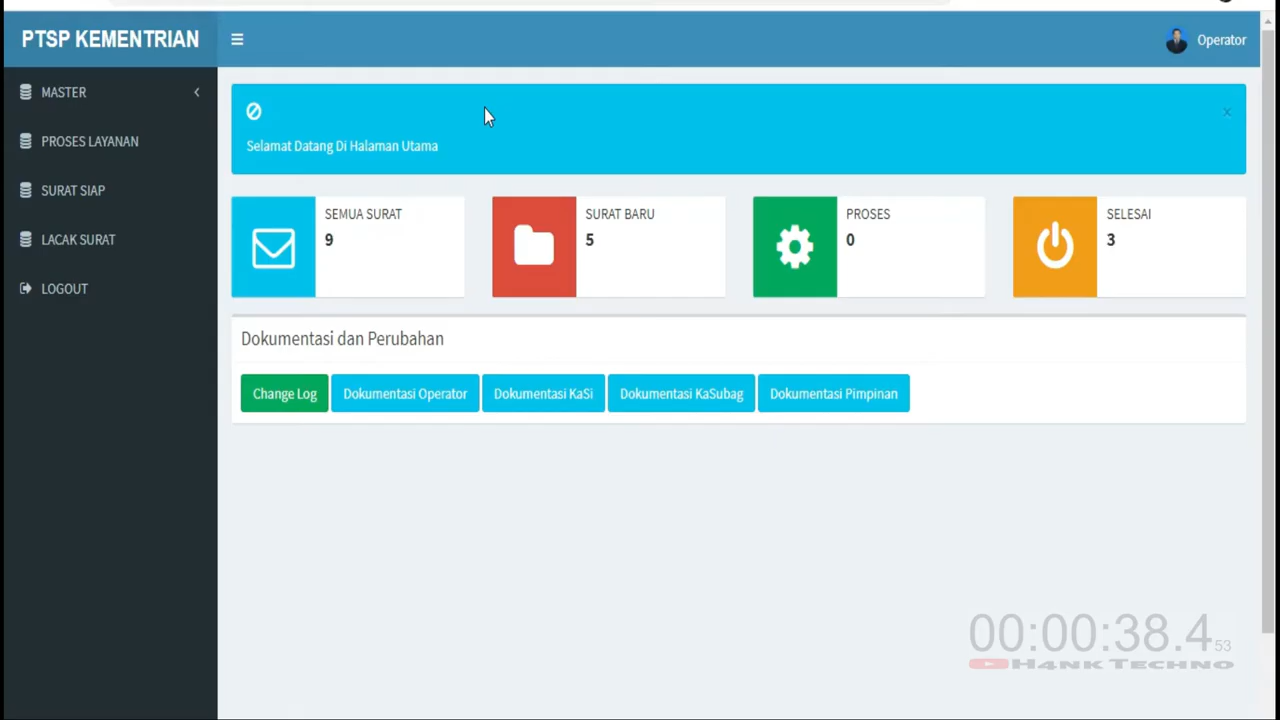 PTSP KEMENTRIAN
Operator
MASTER
PROSES LAYANAN
SURAT SIAP
LACAK SURAT
LOGOUT
×
Selamat Datang Di Halaman Utama
SEMUA SURAT
9
SURAT BARU
5
PROSES
0
SELESAI
3
Dokumentasi dan Perubahan
Change Log
Dokumentasi Operator
Dokumentasi KaSi
Dokumentasi KaSubag
Dokumentasi Pimpinan
00:00:38.453
H4NK TECHNO